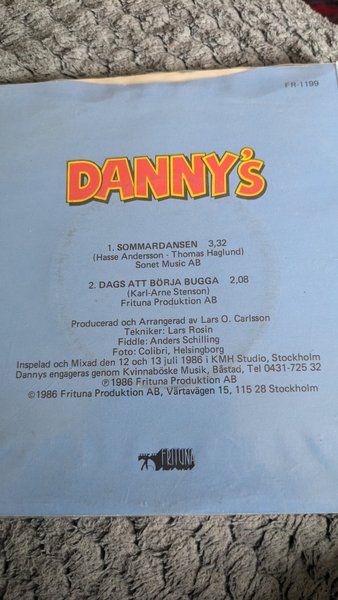 FR-1199
DANNY's
1. SOMMARDANSEN 3,32
(Hasse Andersson - Thomas Haglund)
Sonet Music AB
2. DAGS ATT BÖRJA BUGGA 2,08
(Karl-Arne Stenson)
Frituna Produktion AB
Producerad och Arrangerad av Lars O. Carlsson
Tekniker: Lars Rosin
Fiddle: Anders Schilling
Foto: Colibri, Helsingborg
Inspelad och Mixad den 12 och 13 juli 1986 i KMH Studio, Stockholm
Dannys engageras genom Kvinnaböske Musik, Båstad, Tel 0431-725 32
℗1986 Frituna Produktion AB
©1986 Frituna Produktion AB, Värtavägen 15, 115 28 Stockholm
FRITUNA